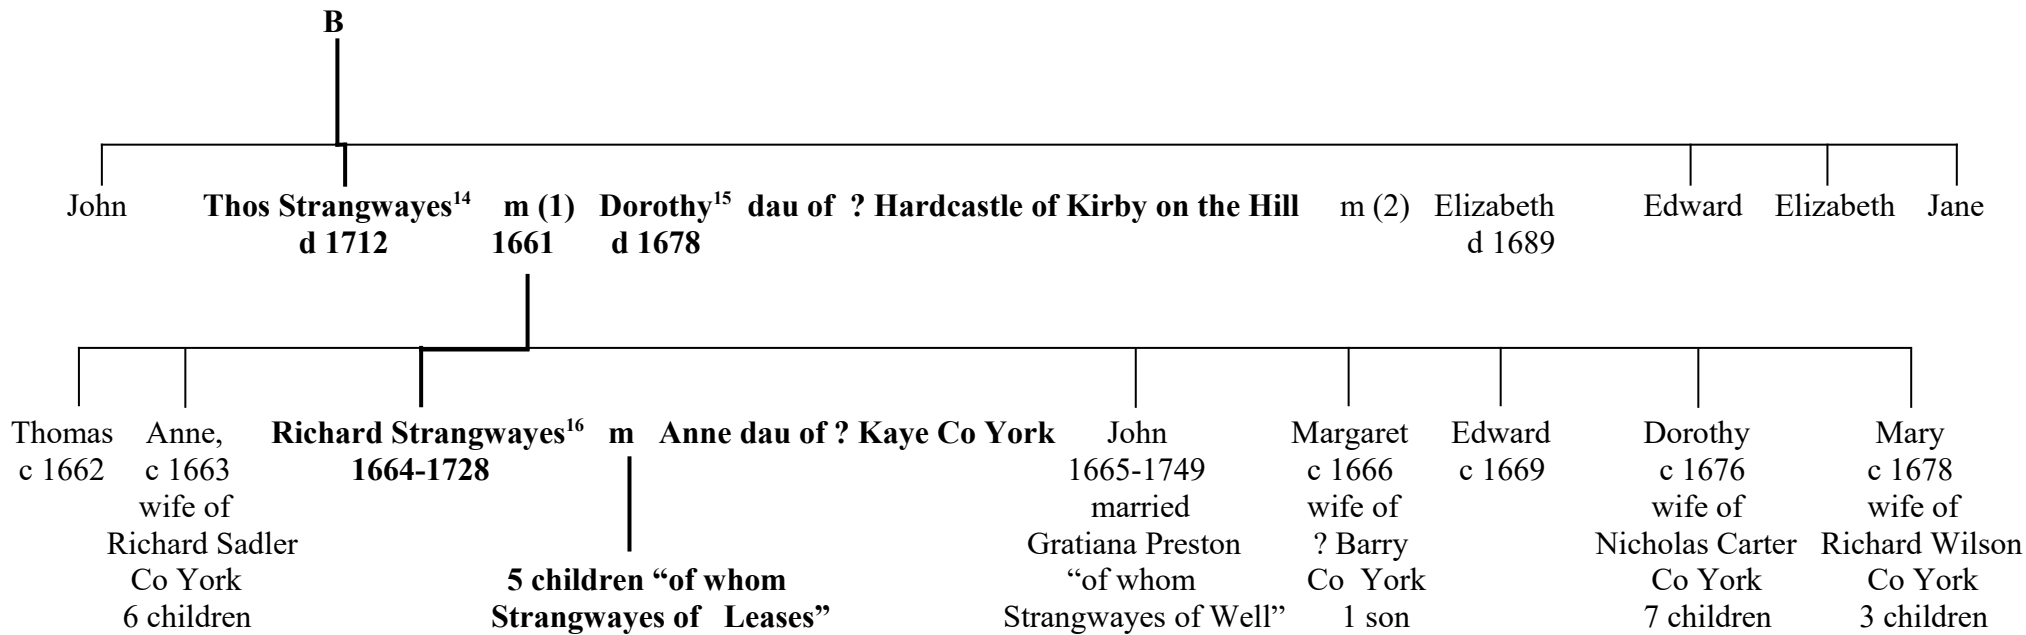 B
John Thos Strangwayes14 m (1) Dorothy15 dau of ? Hardcastle of Kirby on the Hill m (2) Elizabeth Edward Elizabeth Jane
d 1712 1661 d 1678 d 1689
Thomas Anne, Richard Strangwayes16 m Anne dau of ? Kaye Co York John Margaret Edward Dorothy Mary
c 1662 c 1663 1664-1728 1665-1749 c 1666 c 1669 c 1676 c 1678
wife of married wife of wife of wife of
Richard Sadler Gratiana Preston ? Barry Nicholas Carter Richard Wilson
Co York 5 children “of whom “of whom Co York Co York Co York
6 children Strangwayes of Leases” Strangwayes of Well” 1 son 7 children 3 children